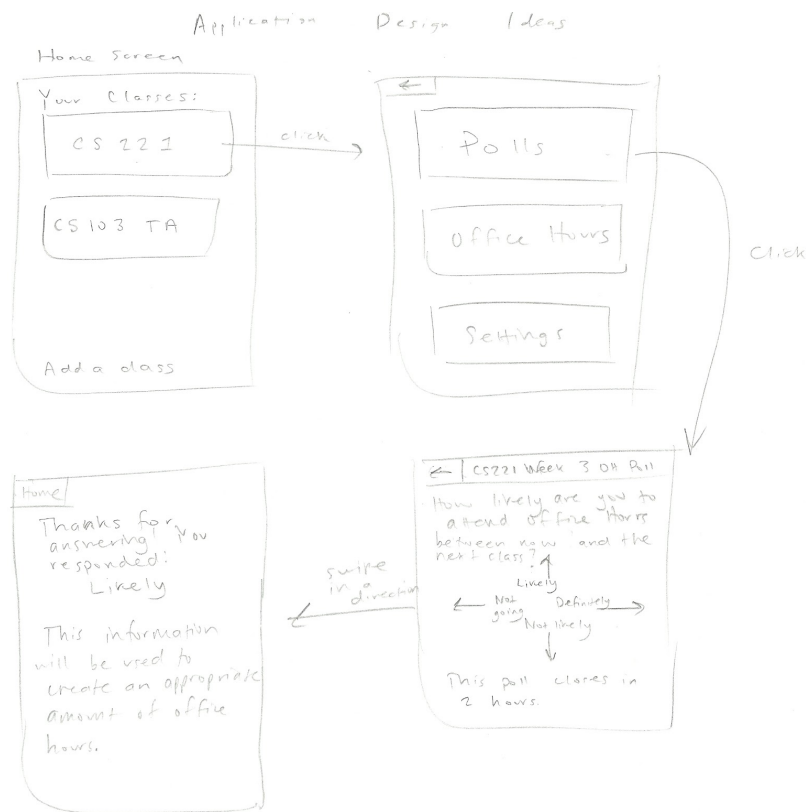 Application Design Ideas
Home Screen
Your Classes:
CS 221
CS103 TA
Add a class
click
←
Polls
Office Hours
Settings
Click
← CS221 Week 3 OH Poll
How likely are you to
attend office Hours
between now and the
next class?
Likely
Not
going
Definitely
Not likely
This poll closes in
2 hours.
swipe
in a
direction
Home
Thanks for
answering, you
responded:
Likely
This information
will be used to
create an appropriate
amount of office
hours.